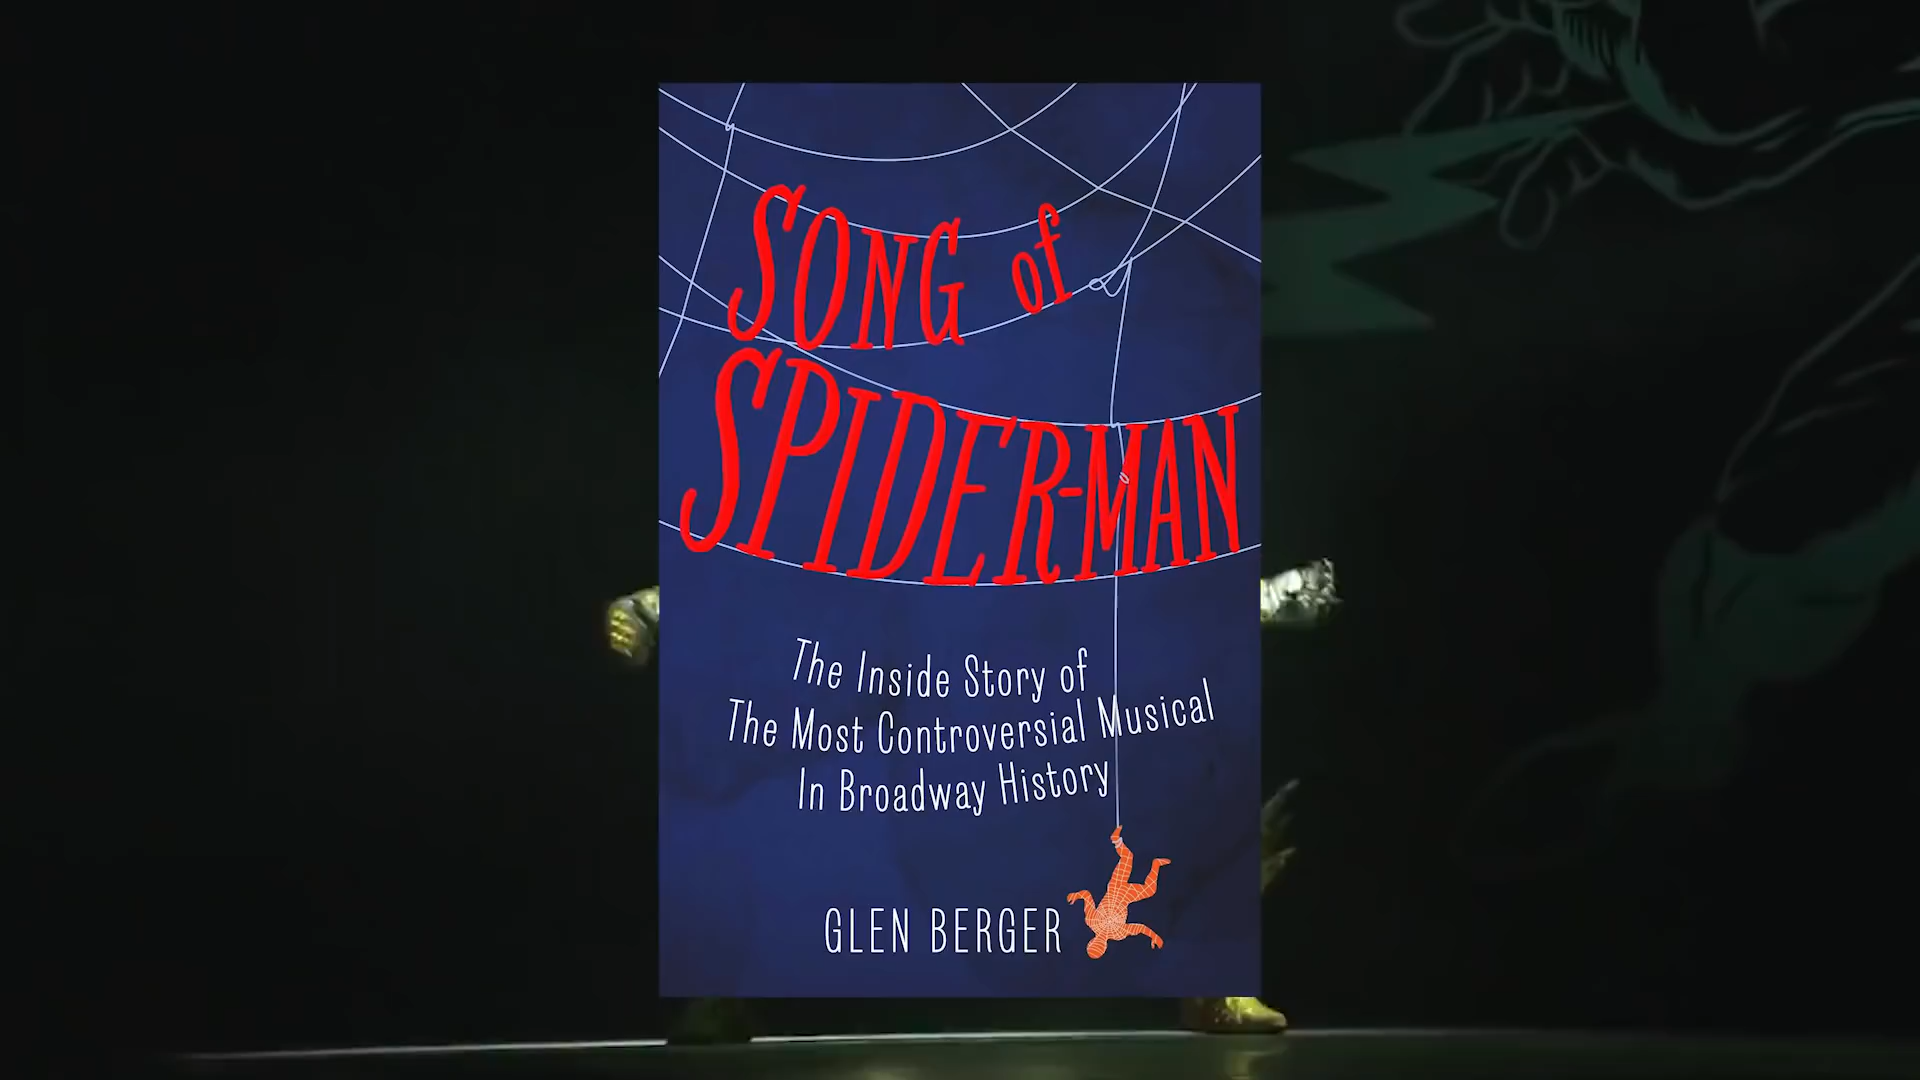 SONG of
SPIDER-MAN
The Inside Story of
The Most Controversial Musical
In Broadway History
GLEN BERGER